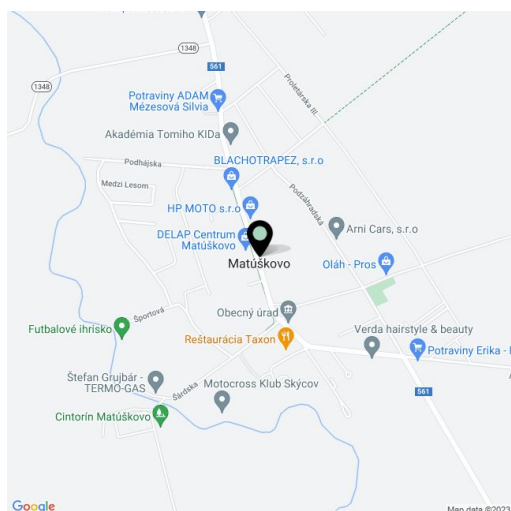 1348
561
1348
Proletárska III.
Potraviny ADAM
Mézesová Silvia
Akadémia Tomiho KIDa
Podhájska
BLACHOTRAPEZ, s.r.o
Medzi Lesom
Podzáhradská
HP MOTO s.r.o
DELAP Centrum
Matúškovo
Arni Cars, s.r.o
Matúškovo
Oláh - Pros
Športová
Obecný úrad
Futbalové ihrisko
Verda hairstyle & beauty
Reštaurácia Taxon
Potraviny Erika -
Štefan Grujbár -
TERMO-GAS
Šárdska
Motocross Klub Skýcov
561
Cintorín Matúškovo
Google
Map data ©2023